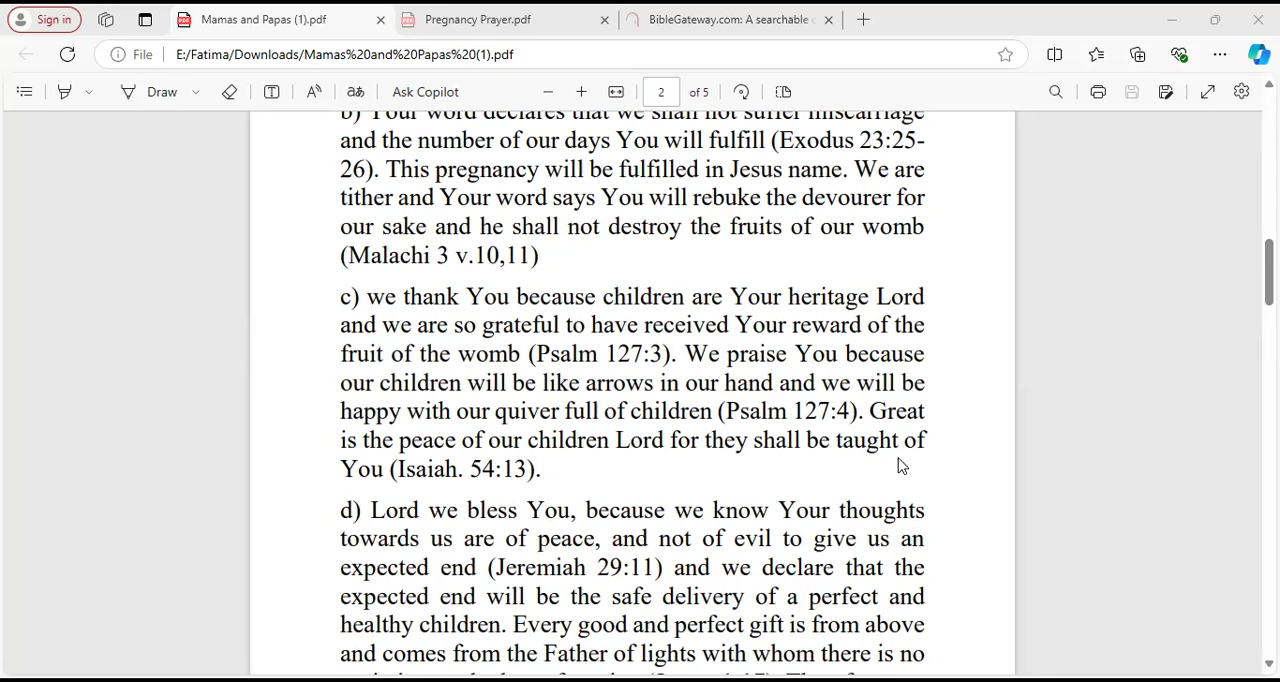 Sign in
Mamas and Papas (1).pdf
Pregnancy Prayer.pdf
BibleGateway.com: A searchable
File
E:/Fatima/Downloads/Mamas%20and%20Papas%20(1).pdf
Draw
aあ
Ask Copilot
2
of 5
b) Your word declares that we shall not suffer miscarriage
and the number of our days You will fulfill (Exodus 23:25-
26). This pregnancy will be fulfilled in Jesus name. We are
tither and Your word says You will rebuke the devourer for
our sake and he shall not destroy the fruits of our womb
(Malachi 3 v.10,11)
c) we thank You because children are Your heritage Lord
and we are so grateful to have received Your reward of the
fruit of the womb (Psalm 127:3). We praise You because
our children will be like arrows in our hand and we will be
happy with our quiver full of children (Psalm 127:4). Great
is the peace of our children Lord for they shall be taught of
You (Isaiah. 54:13).
d) Lord we bless You, because we know Your thoughts
towards us are of peace, and not of evil to give us an
expected end (Jeremiah 29:11) and we declare that the
expected end will be the safe delivery of a perfect and
healthy children. Every good and perfect gift is from above
and comes from the Father of lights with whom there is no